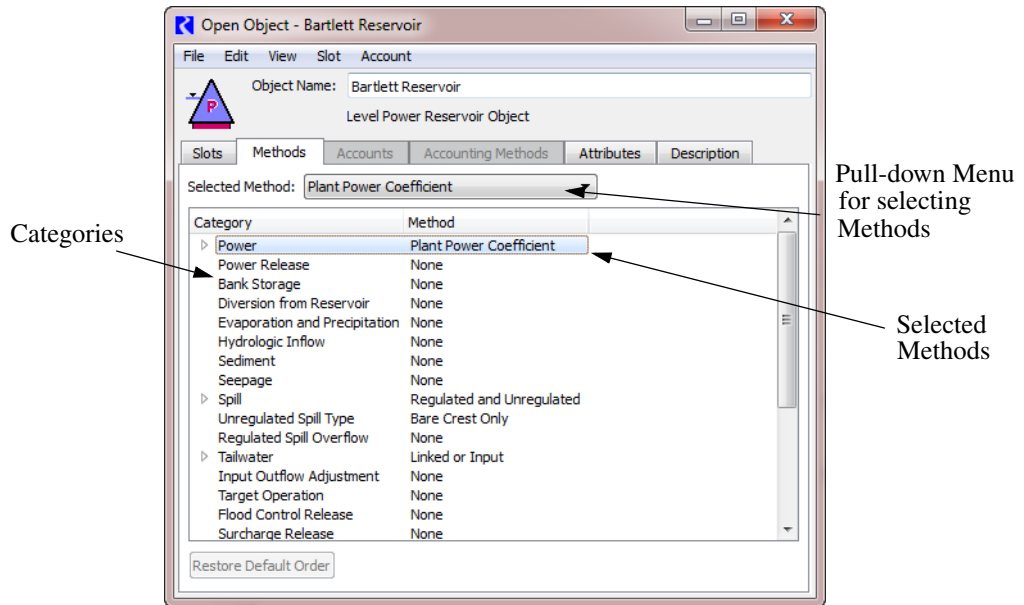 Open Object - Bartlett Reservoir
File Edit View Slot Account
Object Name: Bartlett Reservoir
P
Level Power Reservoir Object
Slots Methods Accounts Accounting Methods Attributes Description
Selected Method: Plant Power Coefficient
Pull-down Menu
for selecting
Methods
Category Method
Categories
Power Plant Power Coefficient
Power Release None
Bank Storage None
Diversion from Reservoir None
Evaporation and Precipitation None
Hydrologic Inflow None
Selected
Methods
Sediment None
Seepage None
Spill Regulated and Unregulated
Unregulated Spill Type Bare Crest Only
Regulated Spill Overflow None
Tailwater Linked or Input
Input Outflow Adjustment None
Target Operation None
Flood Control Release None
Surcharge Release None
Restore Default Order